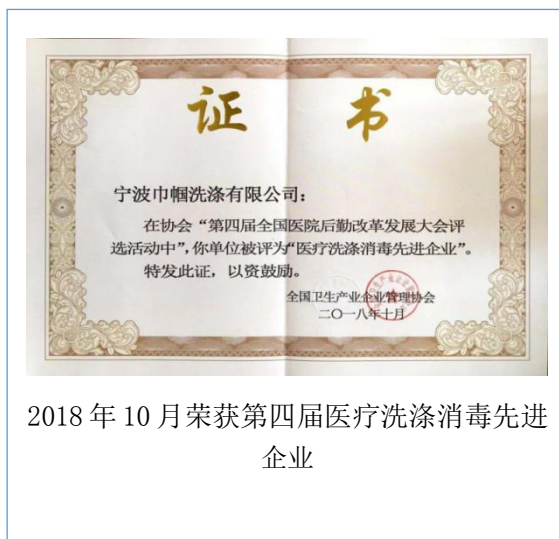 证 书
宁波巾帼洗涤有限公司：
在协会“第四届全国医院后勤改革发展大会评
选活动中”，你单位被评为“医疗洗涤消毒先进企业”。
特发此证，以资鼓励。
全国卫生产业企业管理协会
二〇一八年十月
2018 年 10 月荣获第四届医疗洗涤消毒先进
企业